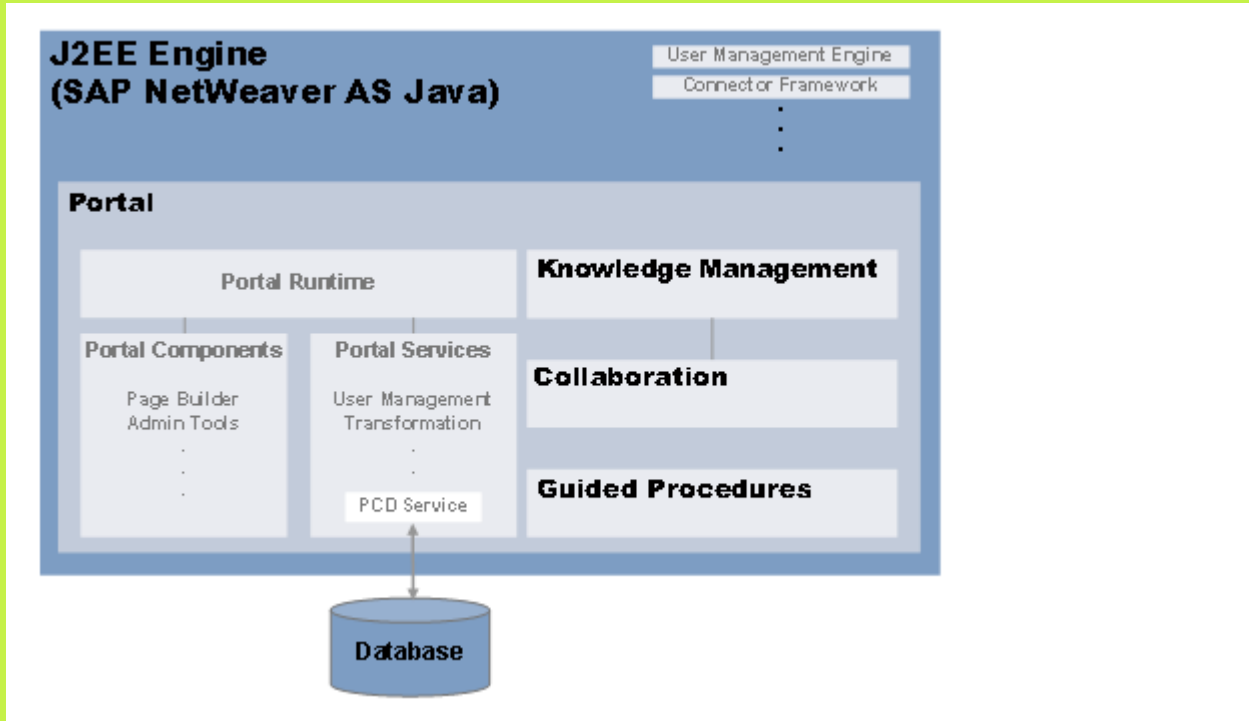 J2EE Engine
(SAP NetWeaver AS Java)
User Management Engine
Connector Framework
Portal
Portal Runtime
Knowledge Management
Portal Components
Page Builder
Admin Tools
Portal Services
User Management
Transformation
PCD Service
Collaboration
Guided Procedures
Database